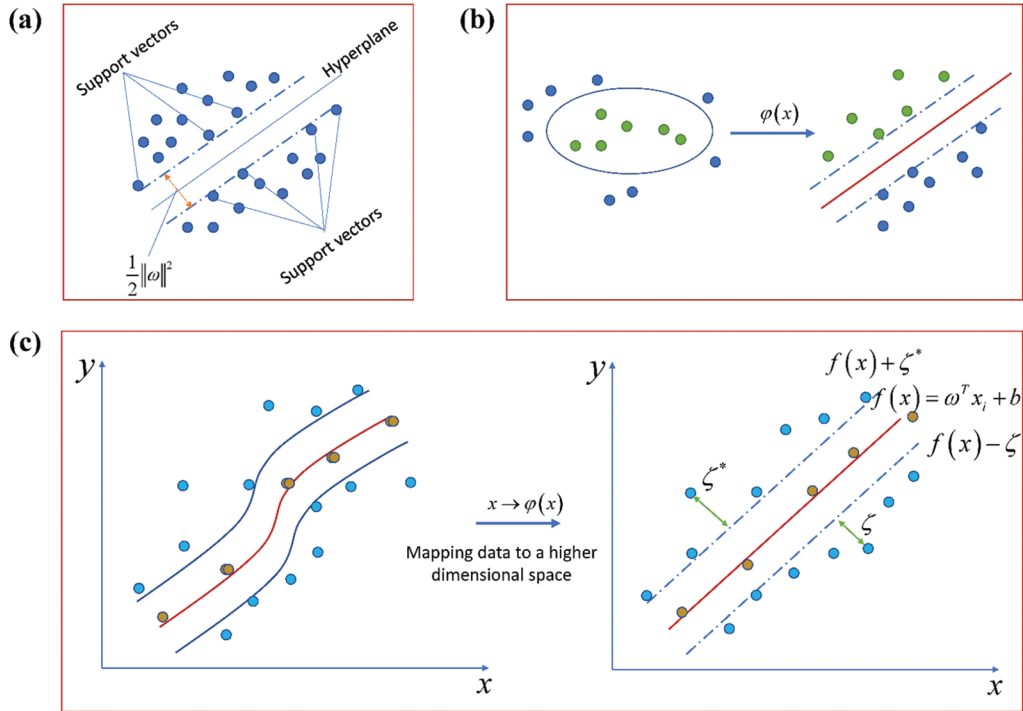 (a)
Support vectors
Hyperplane
Support vectors
1/2‖ω‖²
(b)
φ(x)
(c)
y
x
x → φ(x)
Mapping data to a higher
dimensional space
y
f(x)+ζ*
f(x)=ωᵀxᵢ+b
f(x)−ζ
ζ*
ζ
x